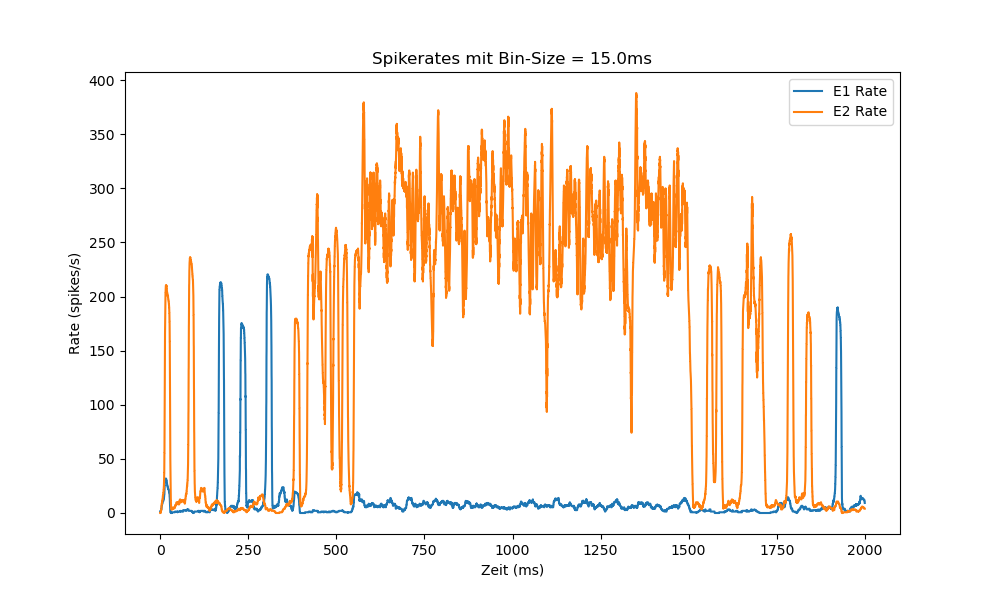 Spikerates mit Bin-Size = 15.0ms
E1 Rate
E2 Rate
400
350
300
250
200
150
100
50
0
Rate (spikes/s)
0 250 500 750 1000 1250 1500 1750 2000
Zeit (ms)